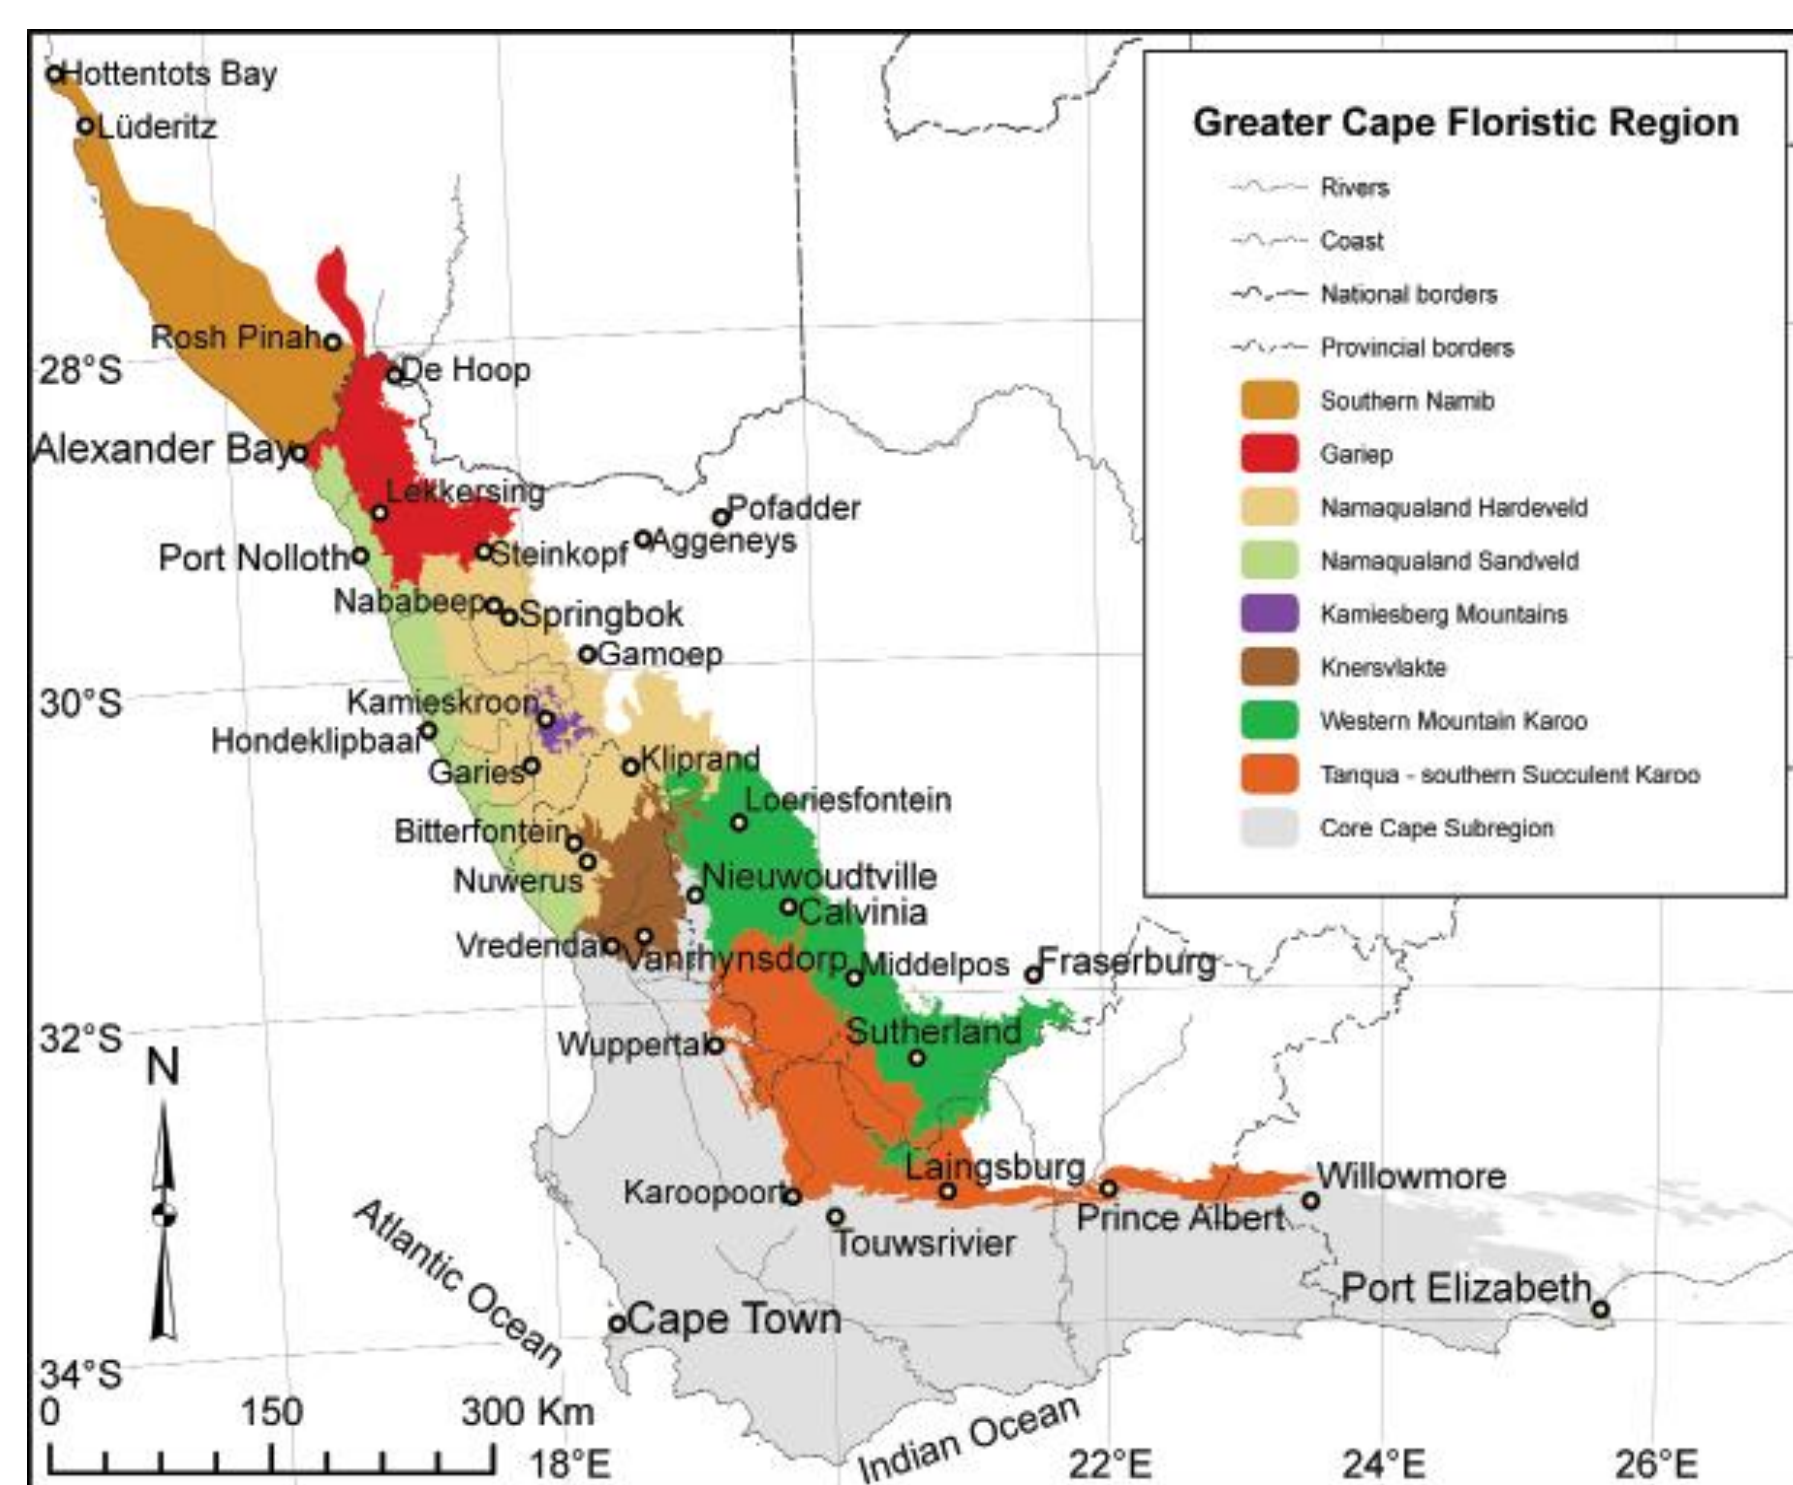 Hottentots Bay
Lüderitz
Greater Cape Floristic Region
Rivers
Coast
National borders
Provincial borders
Southern Namib
Gariep
Namaqualand Hardeveld
Namaqualand Sandveld
Kamiesberg Mountains
Knersvlakte
Western Mountain Karoo
Tanqua - southern Succulent Karoo
Core Cape Subregion
Rosh Pinah
28°S
De Hoop
Alexander Bay
Lekkersing
Pofadder
Aggeneys
Port Nolloth
Steinkopf
Nababeep
Springbok
Gamoep
30°S
Kamieskroon
Hondeklipbaai
Garies
Kliprand
Loeriesfontein
Bitterfontein
Nuwerus
Nieuwoudtville
Calvinia
Vredendal
Vanrhynsdorp
Middelpos
Fraserburg
32°S
Wuppertal
Sutherland
N
Laingsburg
Willowmore
Karoopoort
Prince Albert
Touwsrivier
Atlantic Ocean
Port Elizabeth
Cape Town
34°S
0 150 300 Km
Indian Ocean
18°E 22°E 24°E 26°E